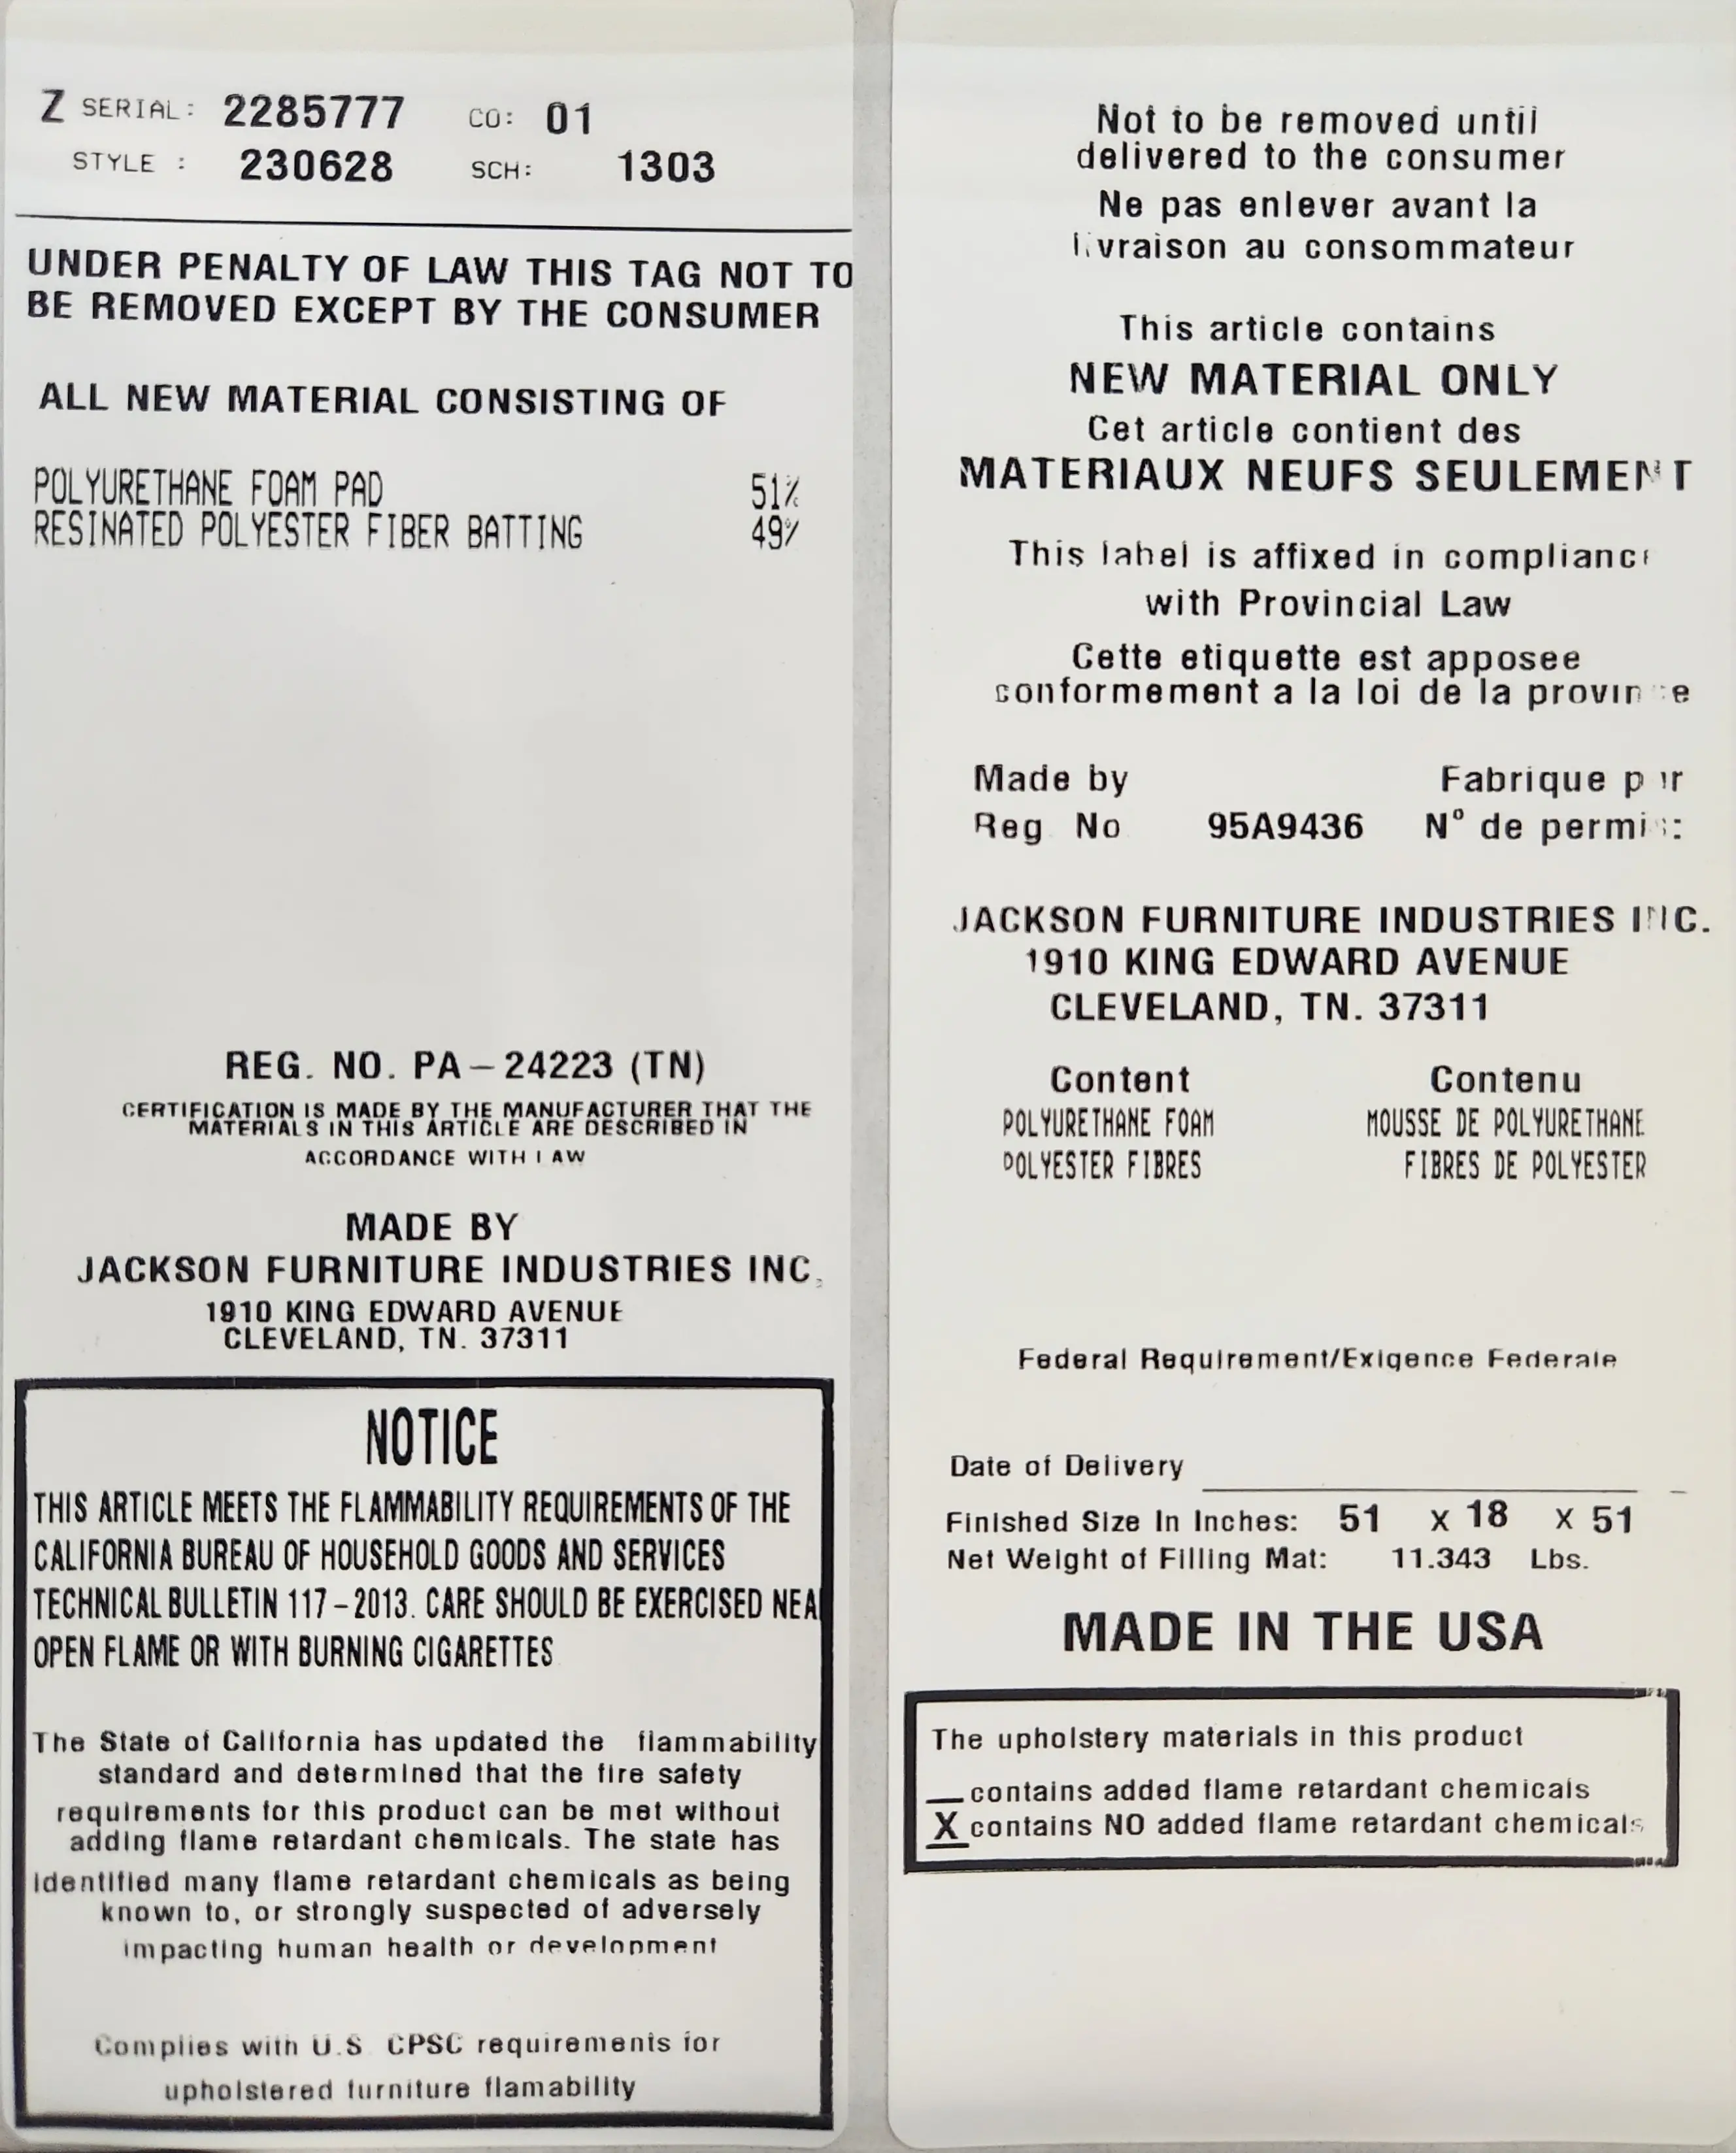 Z SERIAL: 2285777 CO: 01
STYLE : 230628 SCH: 1303
UNDER PENALTY OF LAW THIS TAG NOT TO
BE REMOVED EXCEPT BY THE CONSUMER
ALL NEW MATERIAL CONSISTING OF
POLYURETHANE FOAM PAD 51%
RESINATED POLYESTER FIBER BATTING 49%
REG. NO. PA-24223 (TN)
CERTIFICATION IS MADE BY THE MANUFACTURER THAT THE
MATERIALS IN THIS ARTICLE ARE DESCRIBED IN
ACCORDANCE WITH LAW
MADE BY
JACKSON FURNITURE INDUSTRIES INC.
1910 KING EDWARD AVENUE
CLEVELAND, TN. 37311
NOTICE
THIS ARTICLE MEETS THE FLAMMABILITY REQUIREMENTS OF THE
CALIFORNIA BUREAU OF HOUSEHOLD GOODS AND SERVICES
TECHNICAL BULLETIN 117-2013. CARE SHOULD BE EXERCISED NEA
OPEN FLAME OR WITH BURNING CIGARETTES
The State of California has updated the flammability
standard and determined that the fire safety
requirements for this product can be met without
adding flame retardant chemicals. The state has
identified many flame retardant chemicals as being
known to, or strongly suspected of adversely
impacting human health or development
Complies with U.S CPSC requirements for
upholstered furniture flamability
Not to be removed until
delivered to the consumer
Ne pas enlever avant la
livraison au consommateur
This article contains
NEW MATERIAL ONLY
Cet article contient des
MATERIAUX NEUFS SEULEMENT
This label is affixed in compliance
with Provincial Law
Cette etiquette est apposee
conformement a la loi de la province
Made by Fabrique par
Reg No 95A9436 N° de permis:
JACKSON FURNITURE INDUSTRIES INC.
1910 KING EDWARD AVENUE
CLEVELAND, TN. 37311
Content Contenu
POLYURETHANE FOAM MOUSSE DE POLYURETHANE
POLYESTER FIBRES FIBRES DE POLYESTER
Federal Requirement/Exigence Federale
Date of Delivery
Finished Size In Inches: 51 x 18 x 51
Net Weight of Filling Mat: 11.343 Lbs.
MADE IN THE USA
The upholstery materials in this product
__contains added flame retardant chemicals
X contains NO added flame retardant chemicals